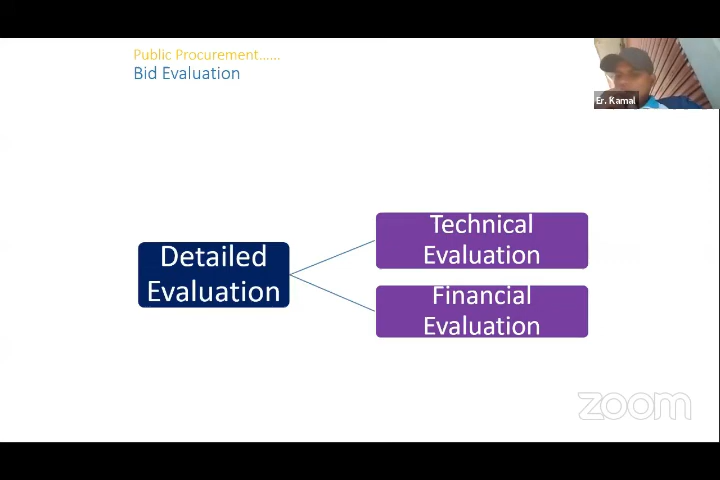 Public Procurement......
Bid Evaluation
Er. Kamal
Technical
Evaluation
Detailed
Evaluation
Financial
Evaluation
zoom